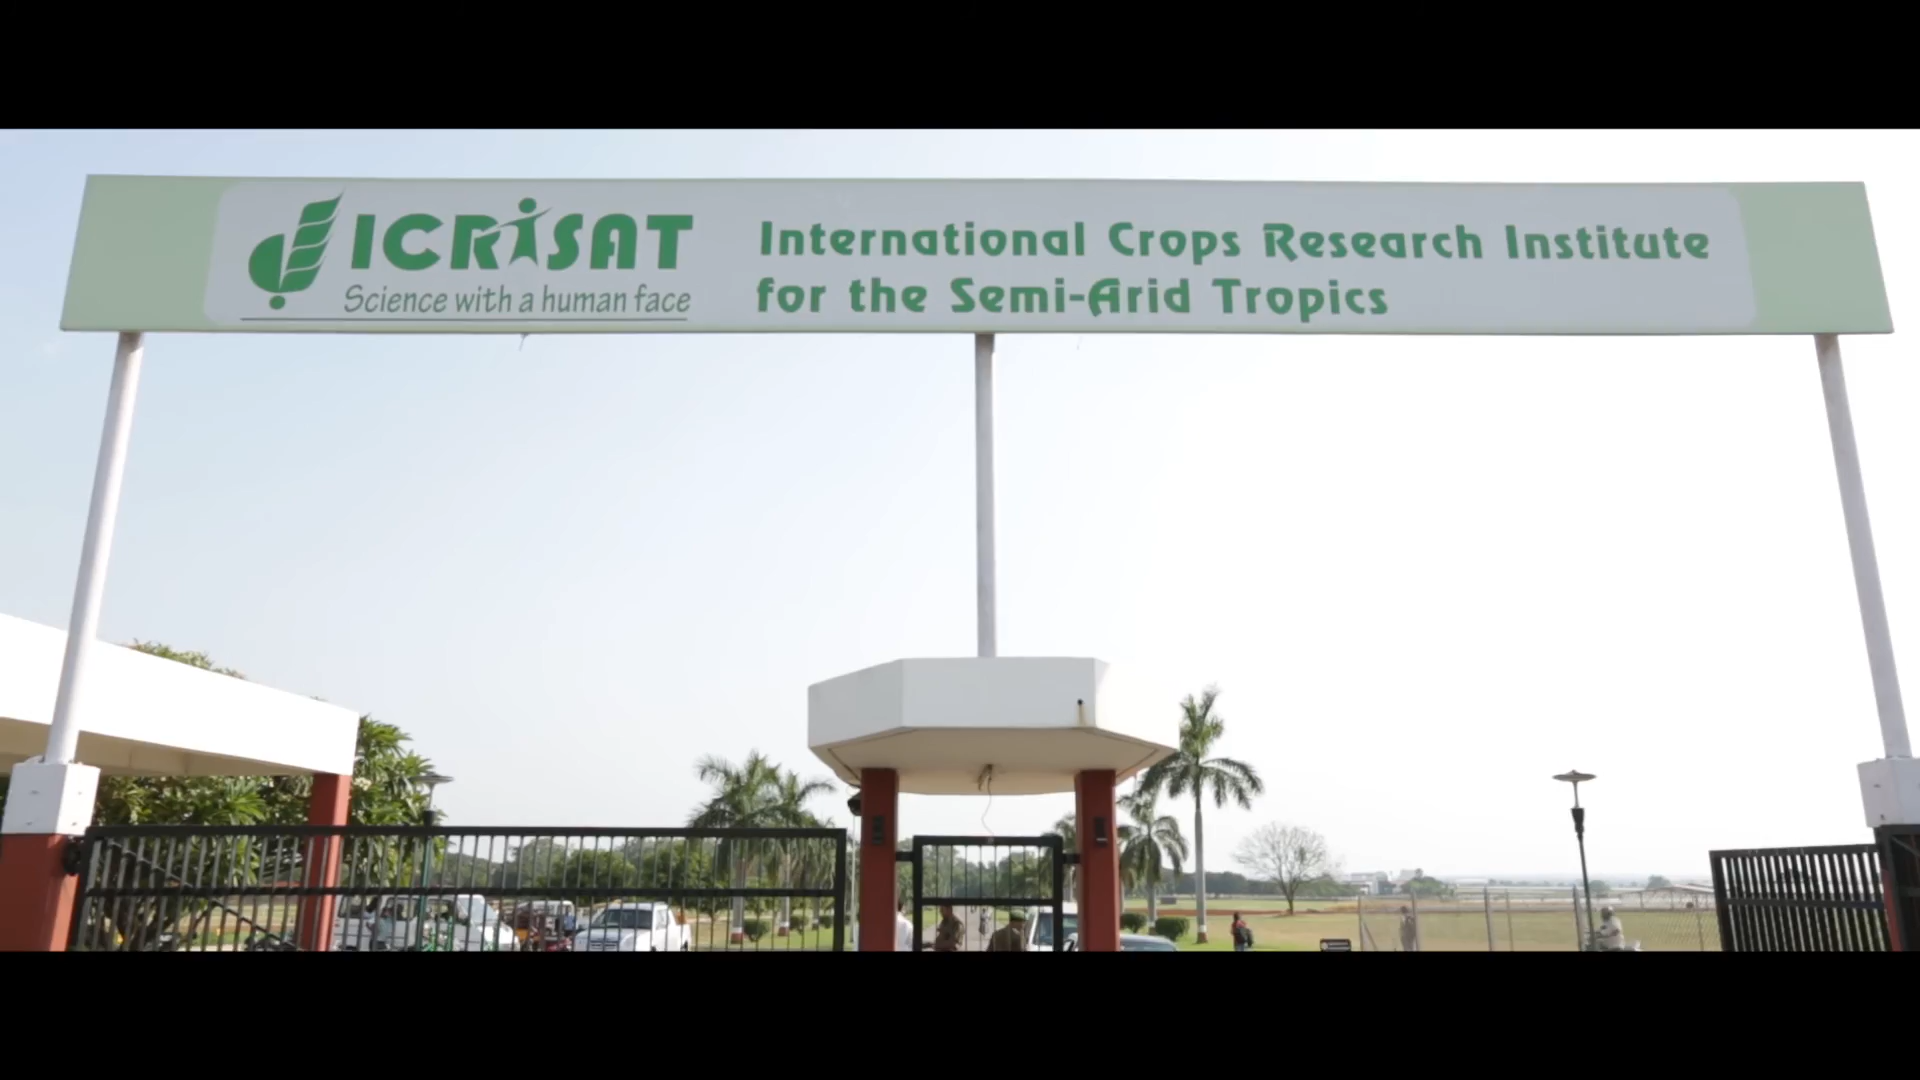 ICRISAT
Science with a human face
International Crops Research Institute
for the Semi-Arid Tropics